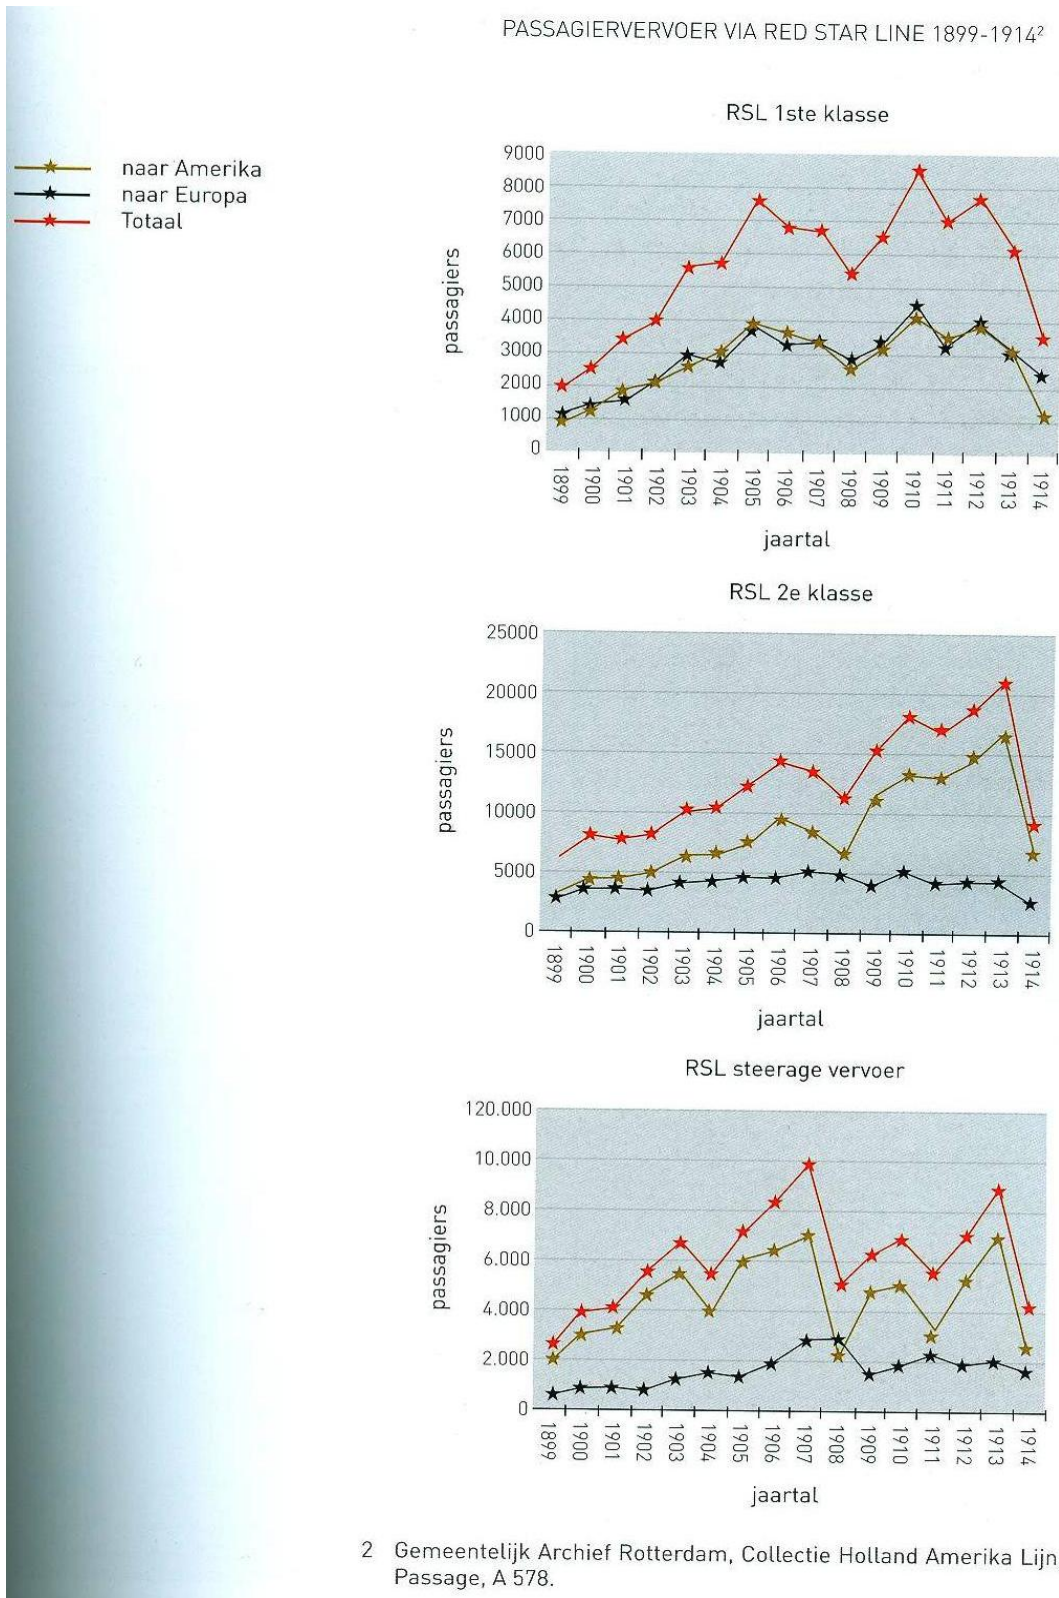 PASSAGIERVERVOER VIA RED STAR LINE 1899-1914²
naar Amerika
naar Europa
Totaal
RSL 1ste klasse
passagiers
9000
8000
7000
6000
5000
4000
3000
2000
1000
0
1899 1900 1901 1902 1903 1904 1905 1906 1907 1908 1909 1910 1911 1912 1913 1914
jaartal
RSL 2e klasse
passagiers
25000
20000
15000
10000
5000
0
1899 1900 1901 1902 1903 1904 1905 1906 1907 1908 1909 1910 1911 1912 1913 1914
jaartal
RSL steerage vervoer
passagiers
120.000
10.000
8.000
6.000
4.000
2.000
0
1899 1900 1901 1902 1903 1904 1905 1906 1907 1908 1909 1910 1911 1912 1913 1914
jaartal
2 Gemeentelijk Archief Rotterdam, Collectie Holland Amerika Lijn
Passage, A 578.